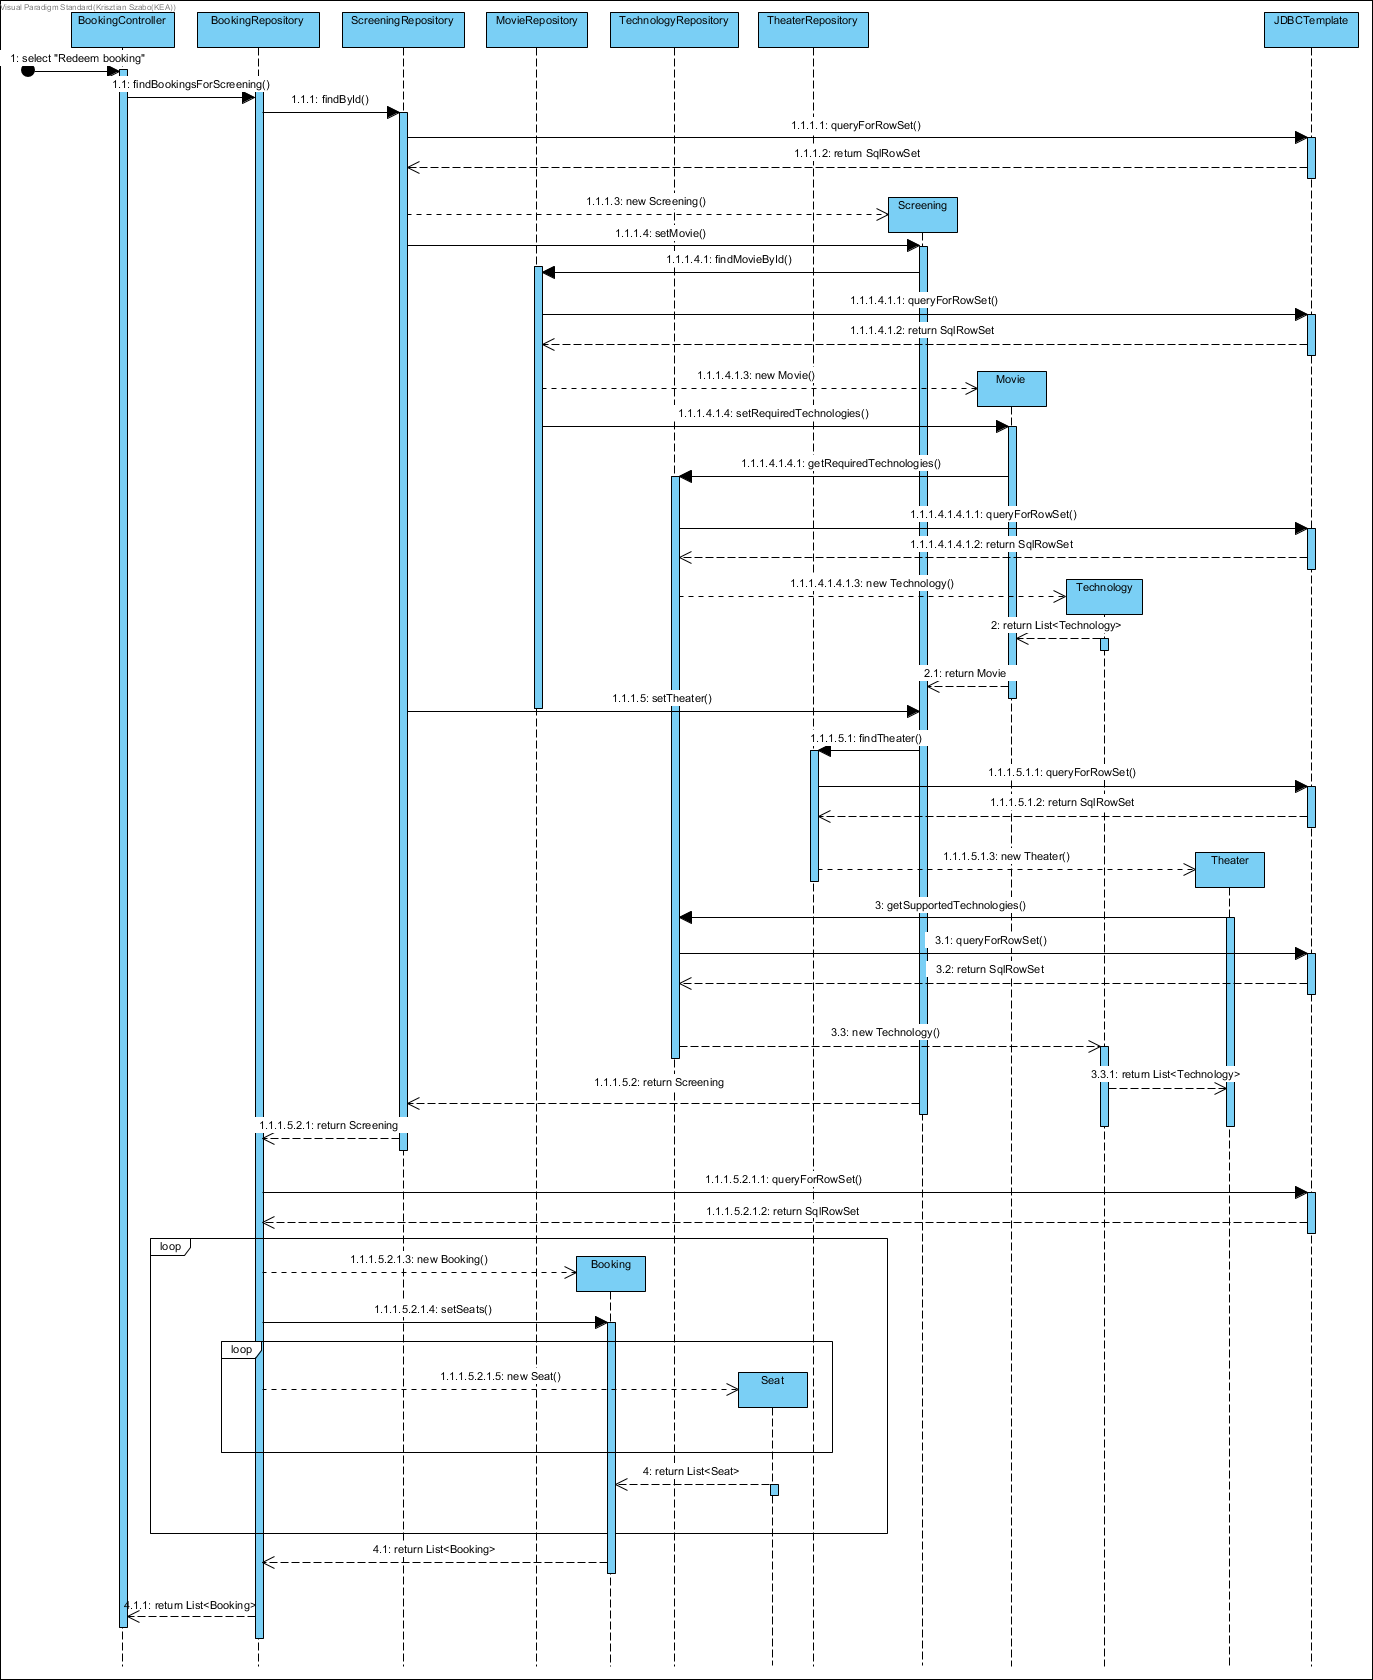 Visual Paradigm Standard(Krisztian Szabo(KEA))
BookingController
BookingRepository
ScreeningRepository
MovieRepository
TechnologyRepository
TheaterRepository
JDBCTemplate
1: select "Redeem booking"
1.1: findBookingsForScreening()
1.1.1: findById()
1.1.1.1: queryForRowSet()
1.1.1.2: return SqlRowSet
1.1.1.3: new Screening()
Screening
1.1.1.4: setMovie()
1.1.1.4.1: findMovieById()
1.1.1.4.1.1: queryForRowSet()
1.1.1.4.1.2: return SqlRowSet
1.1.1.4.1.3: new Movie()
Movie
1.1.1.4.1.4: setRequiredTechnologies()
1.1.1.4.1.4.1: getRequiredTechnologies()
1.1.1.4.1.4.1.1: queryForRowSet()
1.1.1.4.1.4.1.2: return SqlRowSet
1.1.1.4.1.4.1.3: new Technology()
Technology
2: return List<Technology>
2.1: return Movie
1.1.1.5: setTheater()
1.1.1.5.1: findTheater()
1.1.1.5.1.1: queryForRowSet()
1.1.1.5.1.2: return SqlRowSet
1.1.1.5.1.3: new Theater()
Theater
3: getSupportedTechnologies()
3.1: queryForRowSet()
3.2: return SqlRowSet
3.3: new Technology()
3.3.1: return List<Technology>
1.1.1.5.2: return Screening
1.1.1.5.2.1: return Screening
1.1.1.5.2.1.1: queryForRowSet()
1.1.1.5.2.1.2: return SqlRowSet
loop
1.1.1.5.2.1.3: new Booking()
Booking
1.1.1.5.2.1.4: setSeats()
loop
1.1.1.5.2.1.5: new Seat()
Seat
4: return List<Seat>
4.1: return List<Booking>
4.1.1: return List<Booking>